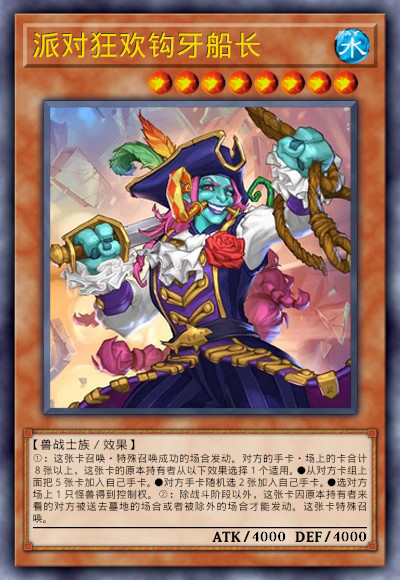 派对狂欢钩牙船长
水
【兽战士族／效果】
①：这张卡召唤·特殊召唤成功的场合发动。对方的手卡·场上的卡合计
8张以上，这张卡的原本持有者从以下效果选择1个适用。●从对方卡组上
面把5张卡加入自己手卡。●对方手卡随机选2张加入自己手卡。●选对方
场上1只怪兽得到控制权。②：除战斗阶段以外，这张卡因原本持有者来
看的对方被送去墓地的场合或者被除外的场合才能发动。这张卡特殊召
唤。
ATK/4000 DEF/4000